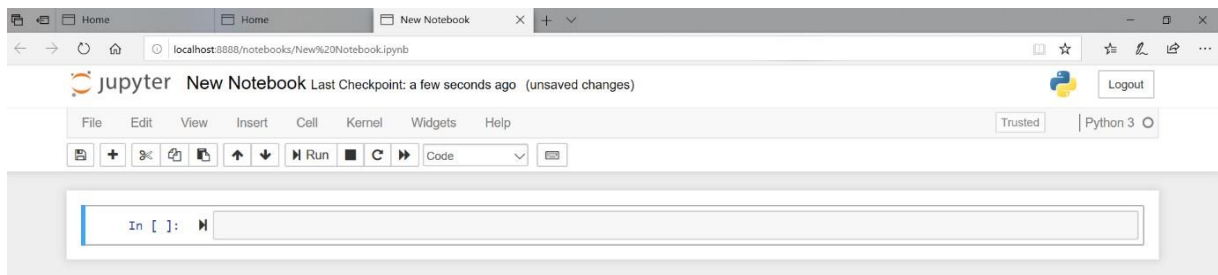 Home Home New Notebook
localhost:8888/notebooks/New%20Notebook.ipynb
jupyter New Notebook Last Checkpoint: a few seconds ago (unsaved changes)
Logout
File Edit View Insert Cell Kernel Widgets Help Trusted Python 3
Run Code
In [ ]: